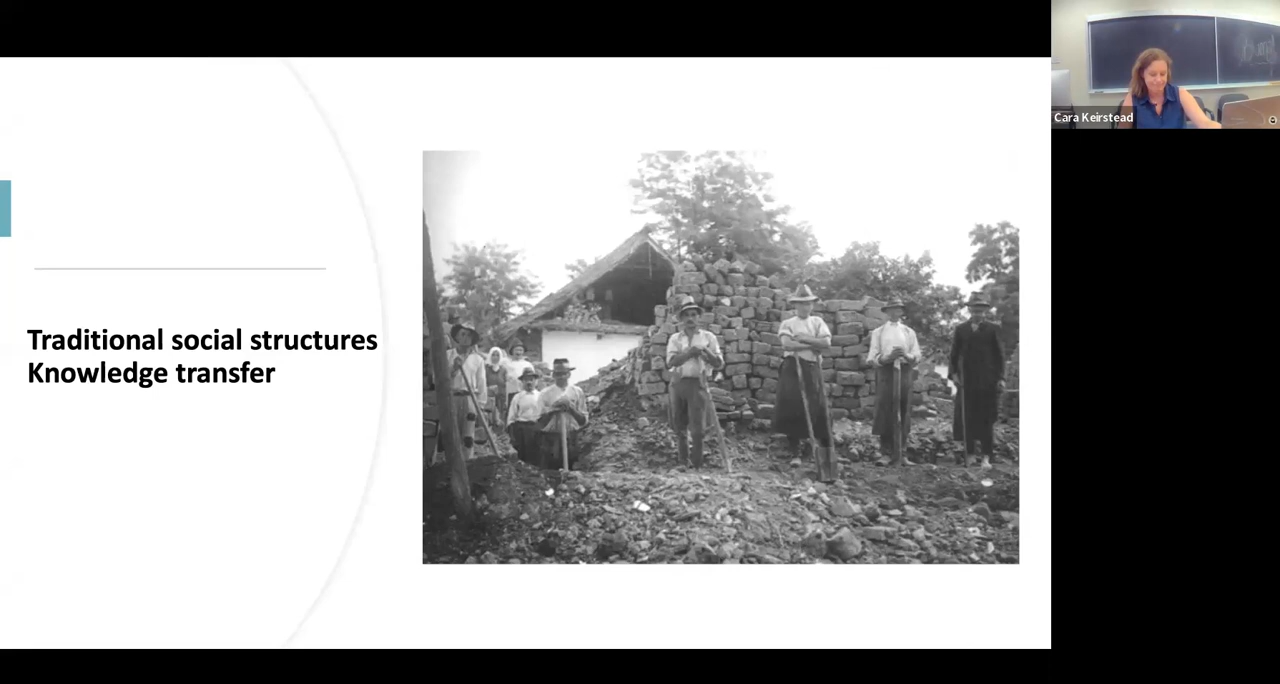 Traditional social structures
Knowledge transfer
Cara Keirstead